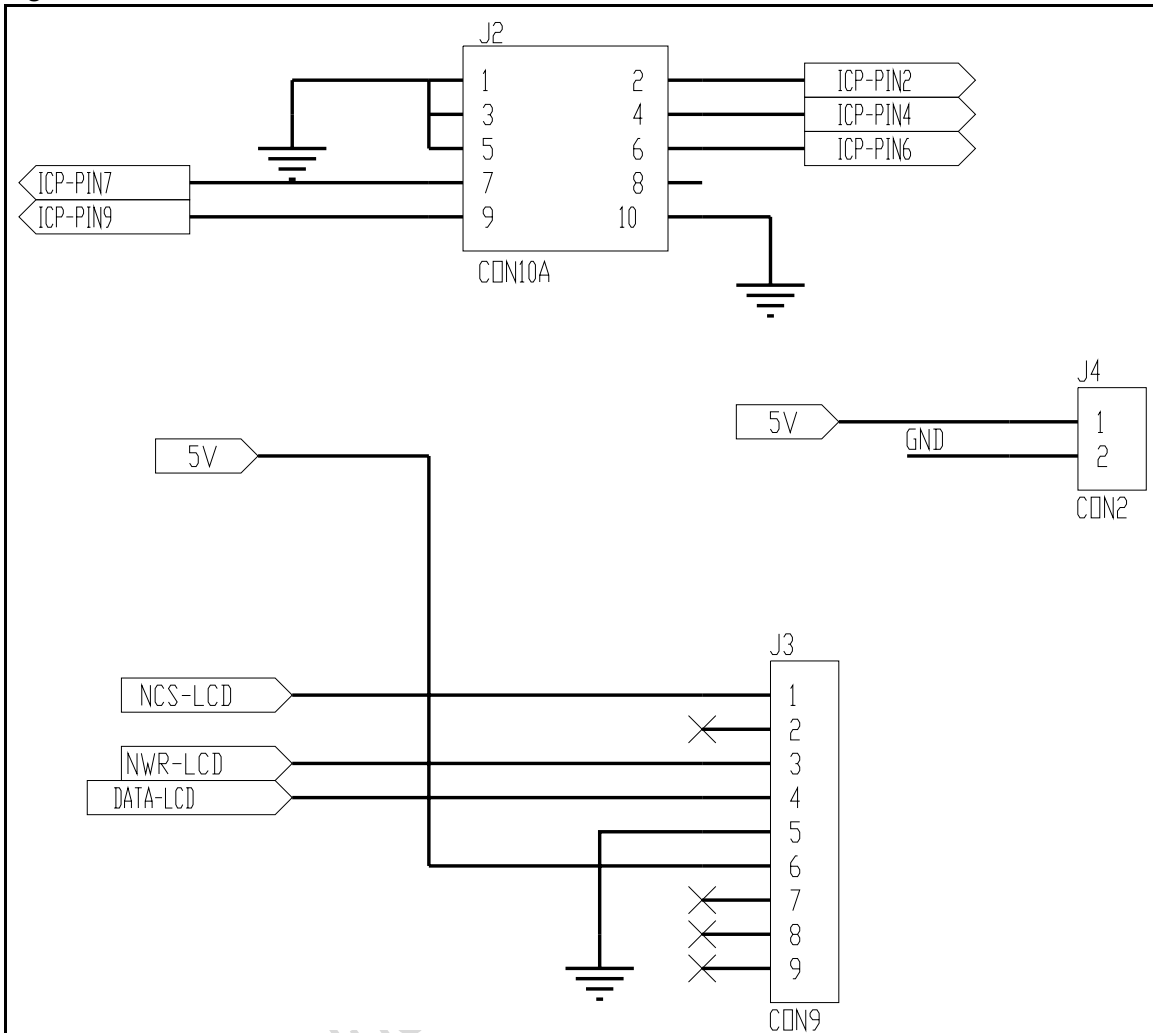 J2
1 2 ICP-PIN2
3 4 ICP-PIN4
5 6 ICP-PIN6
ICP-PIN7 7 8
ICP-PIN9 9 10
CON10A
J4
5V 1
GND 2
CON2
5V
J3
NCS-LCD 1
2
NWR-LCD 3
DATA-LCD 4
5
6
7
8
9
CON9